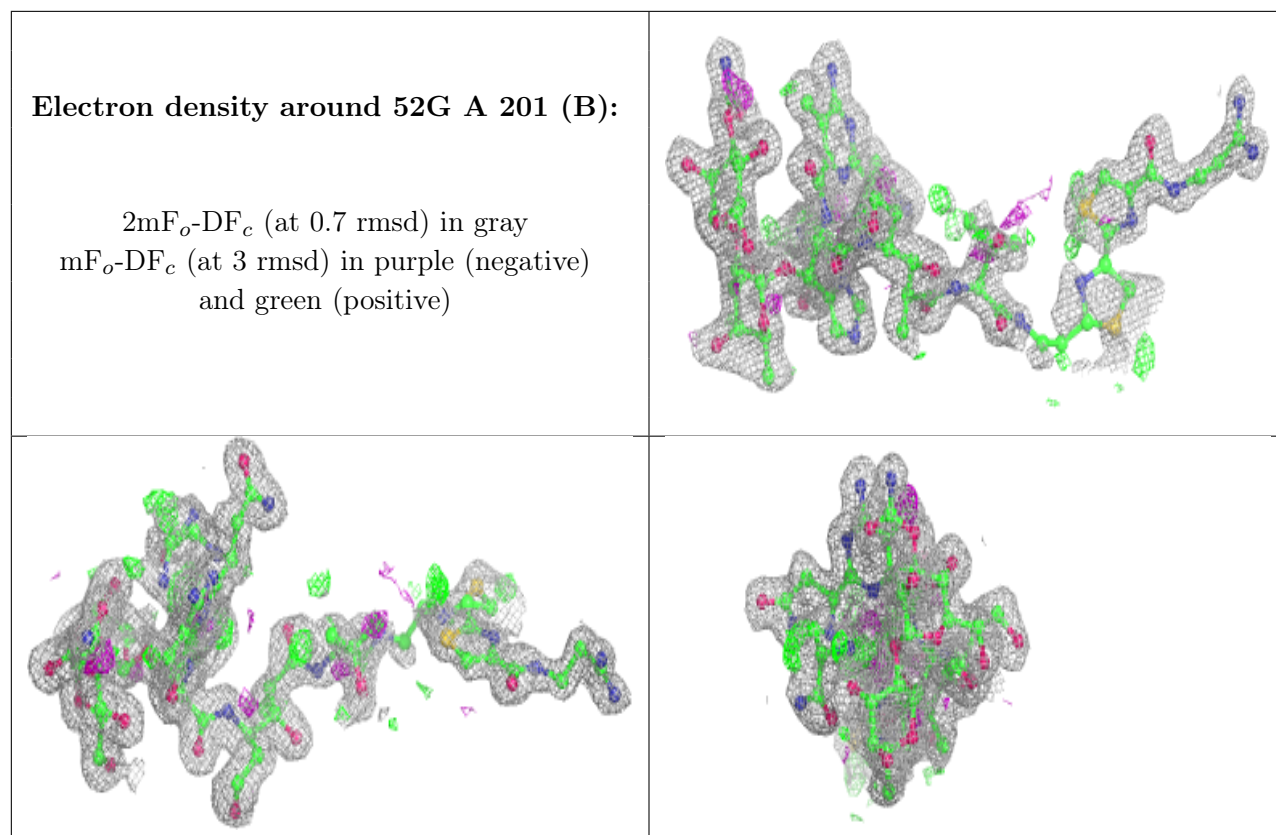 Electron density around 52G A 201 (B):
2mFo-DFc (at 0.7 rmsd) in gray
mFo-DFc (at 3 rmsd) in purple (negative)
and green (positive)